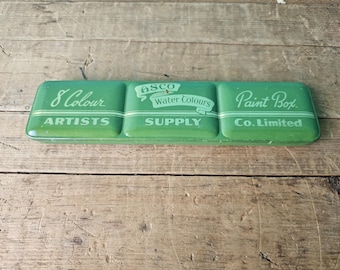 8 Colour
asco
Water Colours
Paint Box
ARTISTS SUPPLY Co. Limited